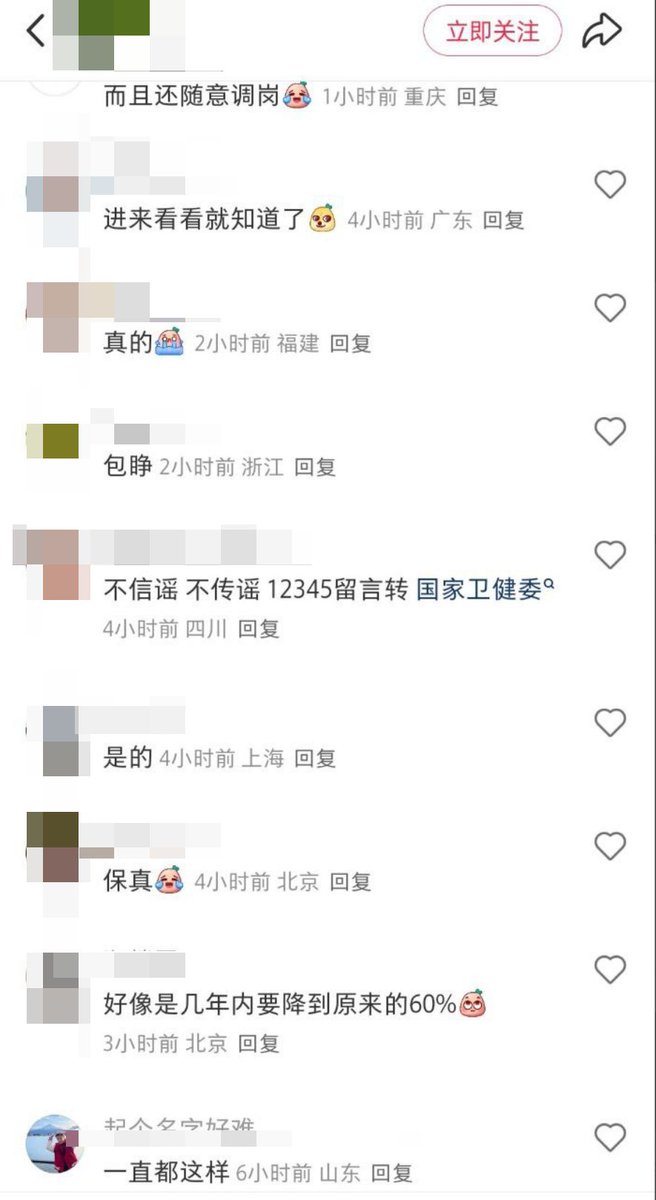 立即关注
而且还随意调岗 1小时前 重庆 回复
进来看看就知道了 4小时前 广东 回复
真的 2小时前 福建 回复
包睁 2小时前 浙江 回复
不信谣 不传谣 12345留言转 国家卫健委
4小时前 四川 回复
是的 4小时前 上海 回复
保真 4小时前 北京 回复
好像是几年内要降到原来的60%
3小时前 北京 回复
起个名字好难
一直都这样 6小时前 山东 回复